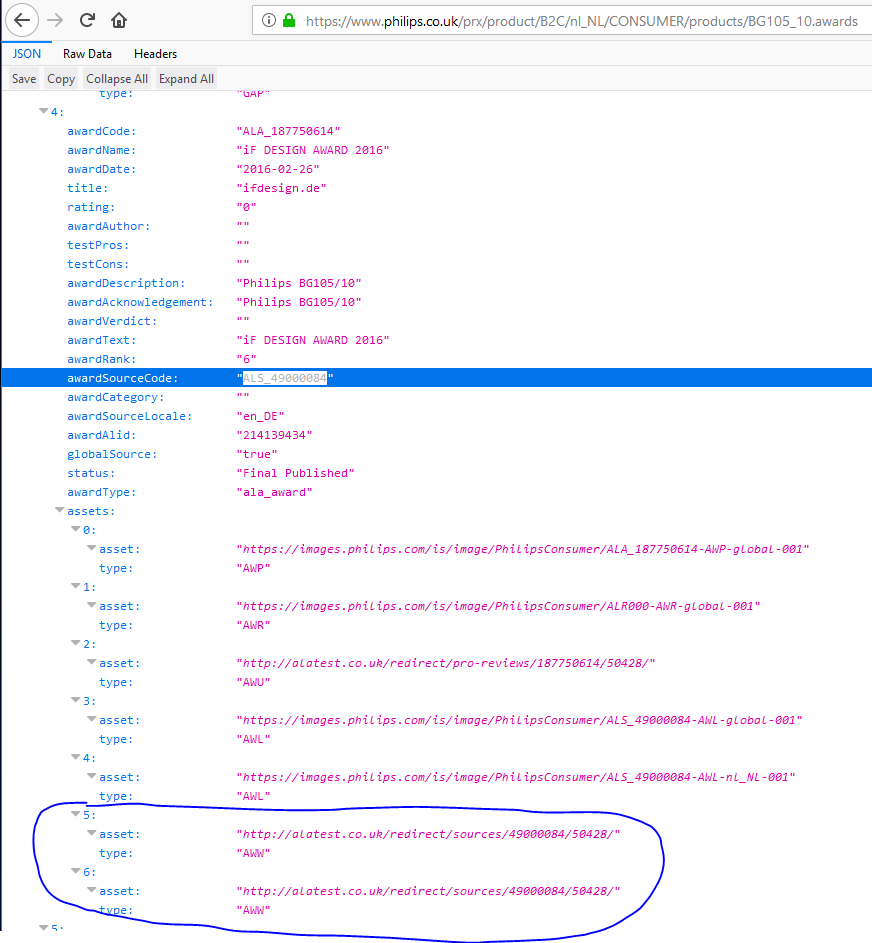 https://www.philips.co.uk/prx/product/B2C/nl_NL/CONSUMER/products/BG105_10.awards
JSON Raw Data Headers
Save Copy Collapse All Expand All
type: "GAP"
4:
awardCode: "ALA_187750614"
awardName: "iF DESIGN AWARD 2016"
awardDate: "2016-02-26"
title: "ifdesign.de"
rating: "0"
awardAuthor: ""
testPros: ""
testCons: ""
awardDescription: "Philips BG105/10"
awardAcknowledgement: "Philips BG105/10"
awardVerdict: ""
awardText: "iF DESIGN AWARD 2016"
awardRank: "6"
awardSourceCode: "ALS_49000084"
awardCategory: ""
awardSourceLocale: "en_DE"
awardAlid: "214139434"
globalSource: "true"
status: "Final Published"
awardType: "ala_award"
assets:
0:
asset: "https://images.philips.com/is/image/PhilipsConsumer/ALA_187750614-AWP-global-001"
type: "AWP"
1:
asset: "https://images.philips.com/is/image/PhilipsConsumer/ALR000-AWR-global-001"
type: "AWR"
2:
asset: "http://alatest.co.uk/redirect/pro-reviews/187750614/50428/"
type: "AWU"
3:
asset: "https://images.philips.com/is/image/PhilipsConsumer/ALS_49000084-AWL-global-001"
type: "AWL"
4:
asset: "https://images.philips.com/is/image/PhilipsConsumer/ALS_49000084-AWL-nl_NL-001"
type: "AWL"
5:
asset: "http://alatest.co.uk/redirect/sources/49000084/50428/"
type: "AWW"
6:
asset: "http://alatest.co.uk/redirect/sources/49000084/50428/"
type: "AWW"
5: